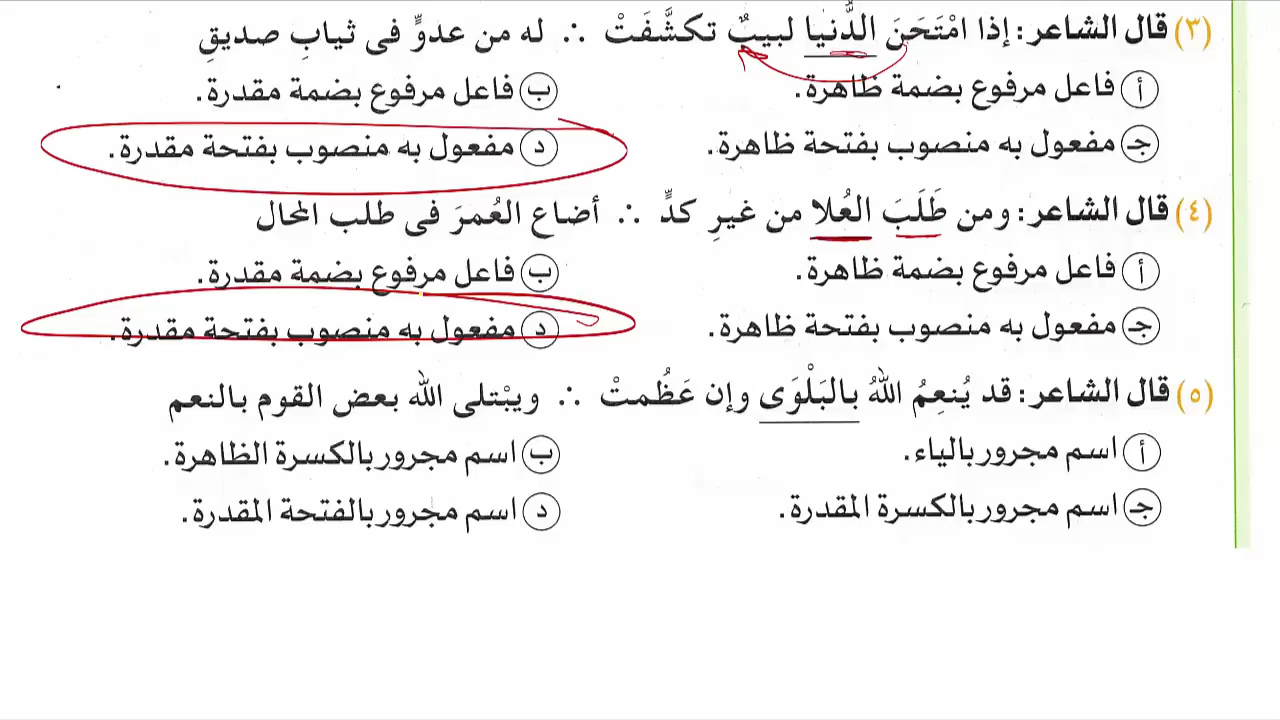 (٣) قال الشاعر: إذا امْتَحَنَ الدُّنيا لبيبٌ تكشَّفَتْ ∴ له من عدوٍّ فى ثيابِ صديقِ
أ فاعل مرفوع بضمة ظاهرة. ب فاعل مرفوع بضمة مقدرة.
جـ مفعول به منصوب بفتحة ظاهرة. د مفعول به منصوب بفتحة مقدرة.
(٤) قال الشاعر: ومن طَلَبَ العُلا من غيرِ كدٍّ ∴ أضاع العُمرَ فى طلب المحال
أ فاعل مرفوع بضمة ظاهرة. ب فاعل مرفوع بضمة مقدرة.
جـ مفعول به منصوب بفتحة ظاهرة. د مفعول به منصوب بفتحة مقدرة.
(٥) قال الشاعر: قد يُنعِمُ اللهُ بالبَلْوَى وإن عَظُمتْ ∴ ويبْتلى الله بعض القوم بالنعم
أ اسم مجرور بالياء. ب اسم مجرور بالكسرة الظاهرة.
جـ اسم مجرور بالكسرة المقدرة. د اسم مجرور بالفتحة المقدرة.